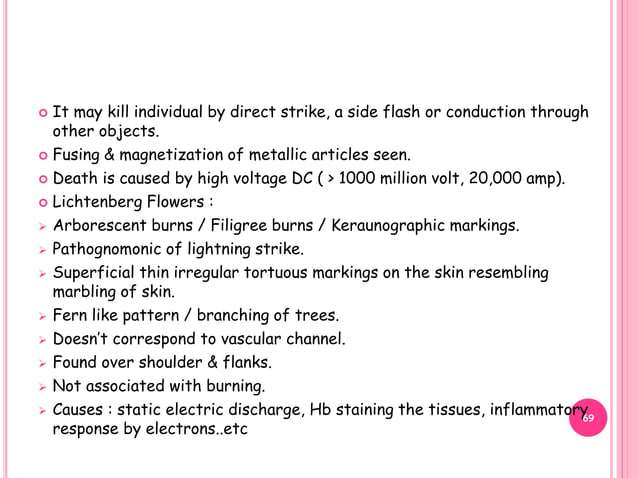 It may kill individual by direct strike, a side flash or conduction through
other objects.
Fusing & magnetization of metallic articles seen.
Death is caused by high voltage DC ( > 1000 million volt, 20,000 amp).
Lichtenberg Flowers :
Arborescent burns / Filigree burns / Keraunographic markings.
Pathognomonic of lightning strike.
Superficial thin irregular tortuous markings on the skin resembling
marbling of skin.
Fern like pattern / branching of trees.
Doesn't correspond to vascular channel.
Found over shoulder & flanks.
Not associated with burning.
Causes : static electric discharge, Hb staining the tissues, inflammatory
response by electrons..etc
69